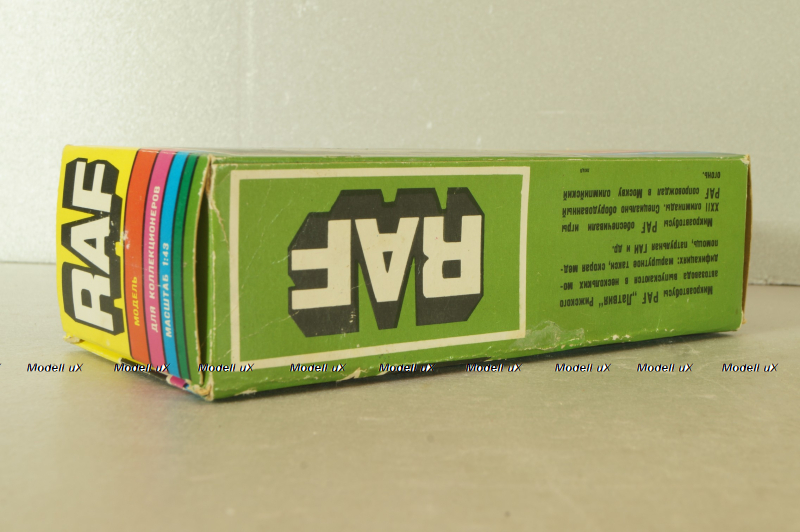 RAF
МОДЕЛЬ
ДЛЯ КОЛЛЕКЦИОНЕРОВ
МАСШТАБ 1:43
RAF
Микроавтобусы РАФ „Латвия” Рижского
автозавода выпускаются в нескольких мо-
дификациях: маршрутное такси, скорая мед-
помощь, патрульная ГАИ и др.
Микроавтобусы РАФ обеспечивали игры
XXII олимпиады. Специально оборудованный
РАФ сопровождал в Москву олимпийский
огонь.
Modell uX Modell uX Modell uX Modell uX Modell uX Modell uX Modell uX Modell uX Modell uX